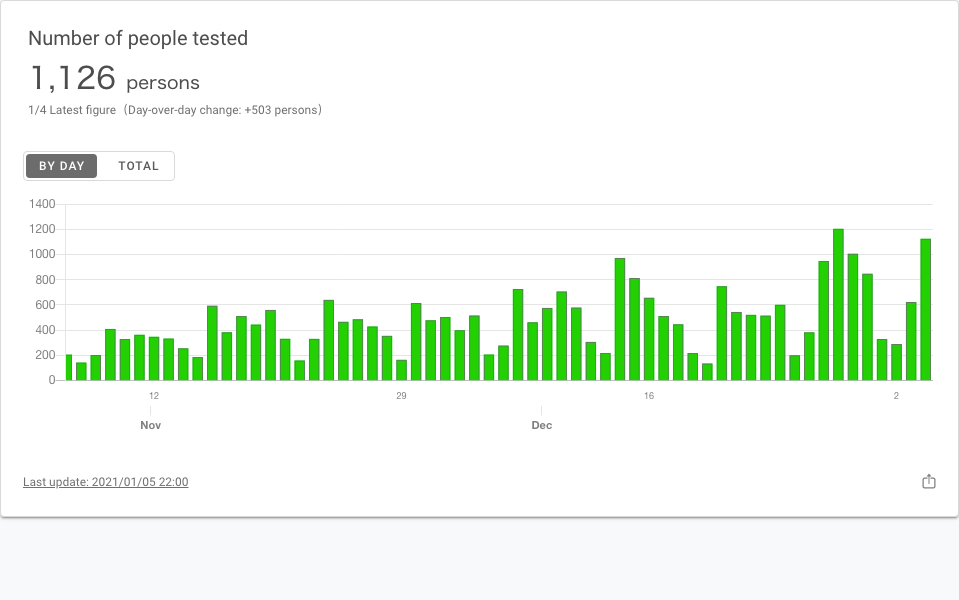 Number of people tested
1,126 persons
1/4 Latest figure（Day-over-day change: +503 persons）
BY DAY TOTAL
1400
1200
1000
800
600
400
200
0
12 29 16 2
Nov Dec
Last update: 2021/01/05 22:00